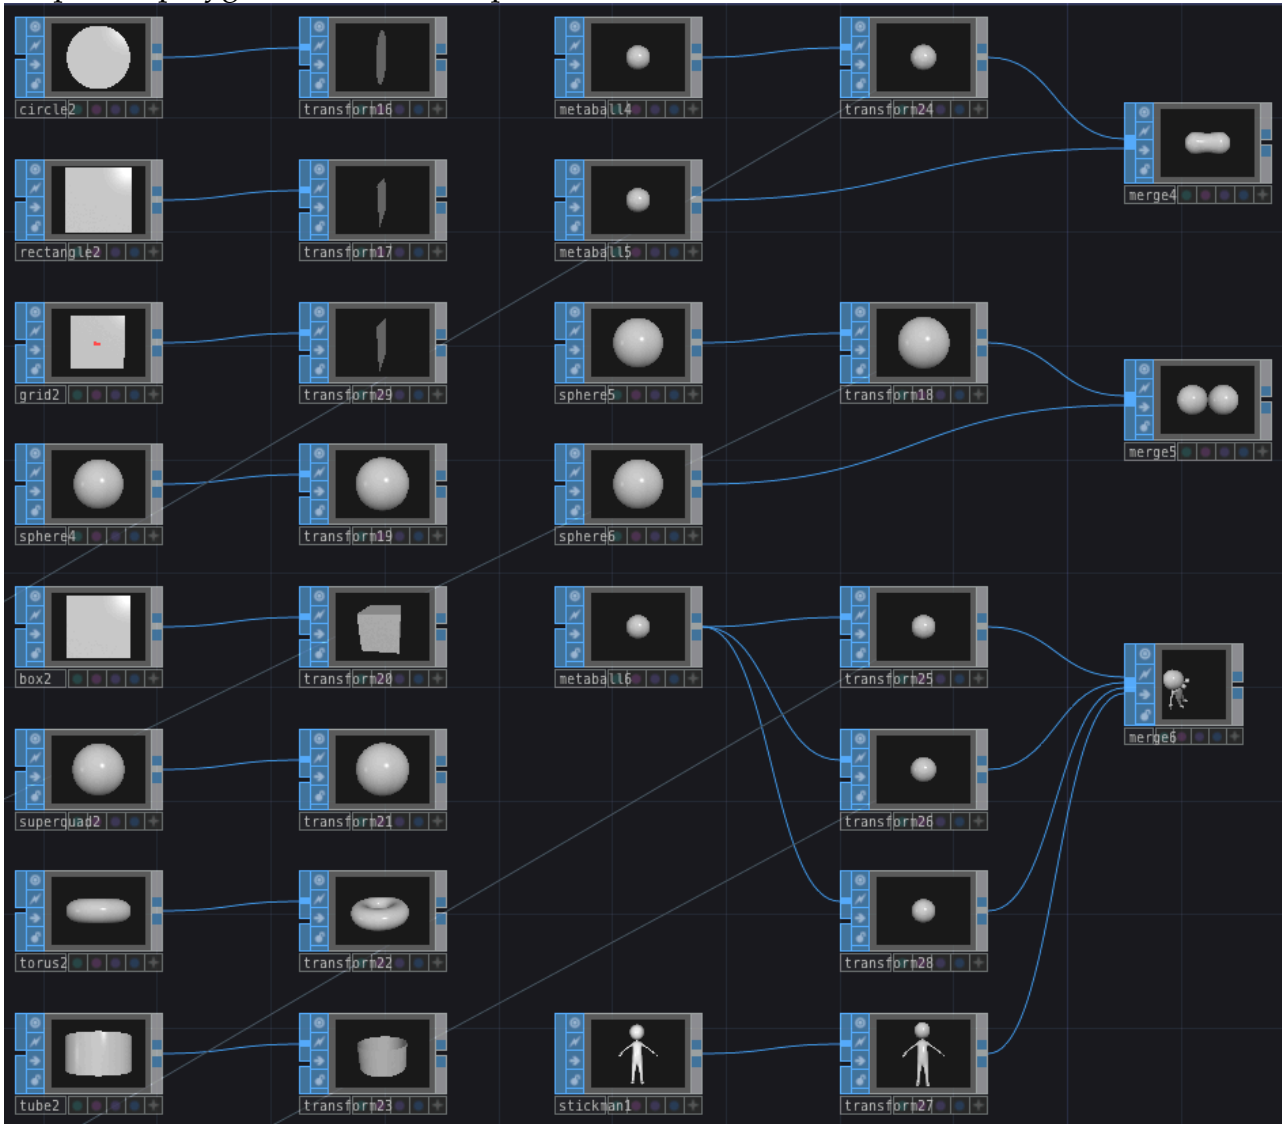 circle2
transform16
metaball4
transform24
merge4
rectangle2
transform17
metaball5
grid2
transform29
sphere5
transform18
merge5
sphere4
transform19
sphere6
box2
transform20
metaball6
transform25
merge6
superquad2
transform21
transform26
torus2
transform22
transform28
tube2
transform23
stickman1
transform27